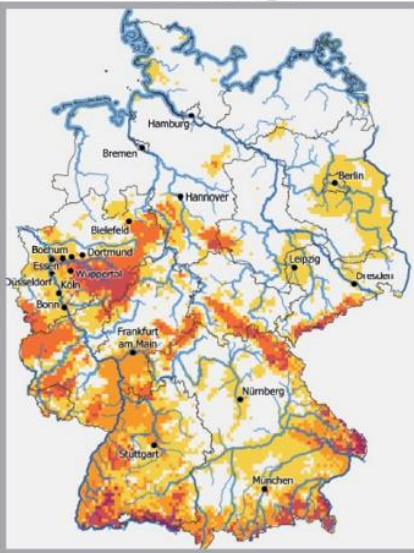 Hamburg
Bremen
Berlin
Hannover
Bielefeld
Bochum
Dortmund
Essen
Wuppertal
Düsseldorf
Köln
Leipzig
Dresden
Bonn
Frankfurt
am Main
Nürnberg
Stuttgart
München